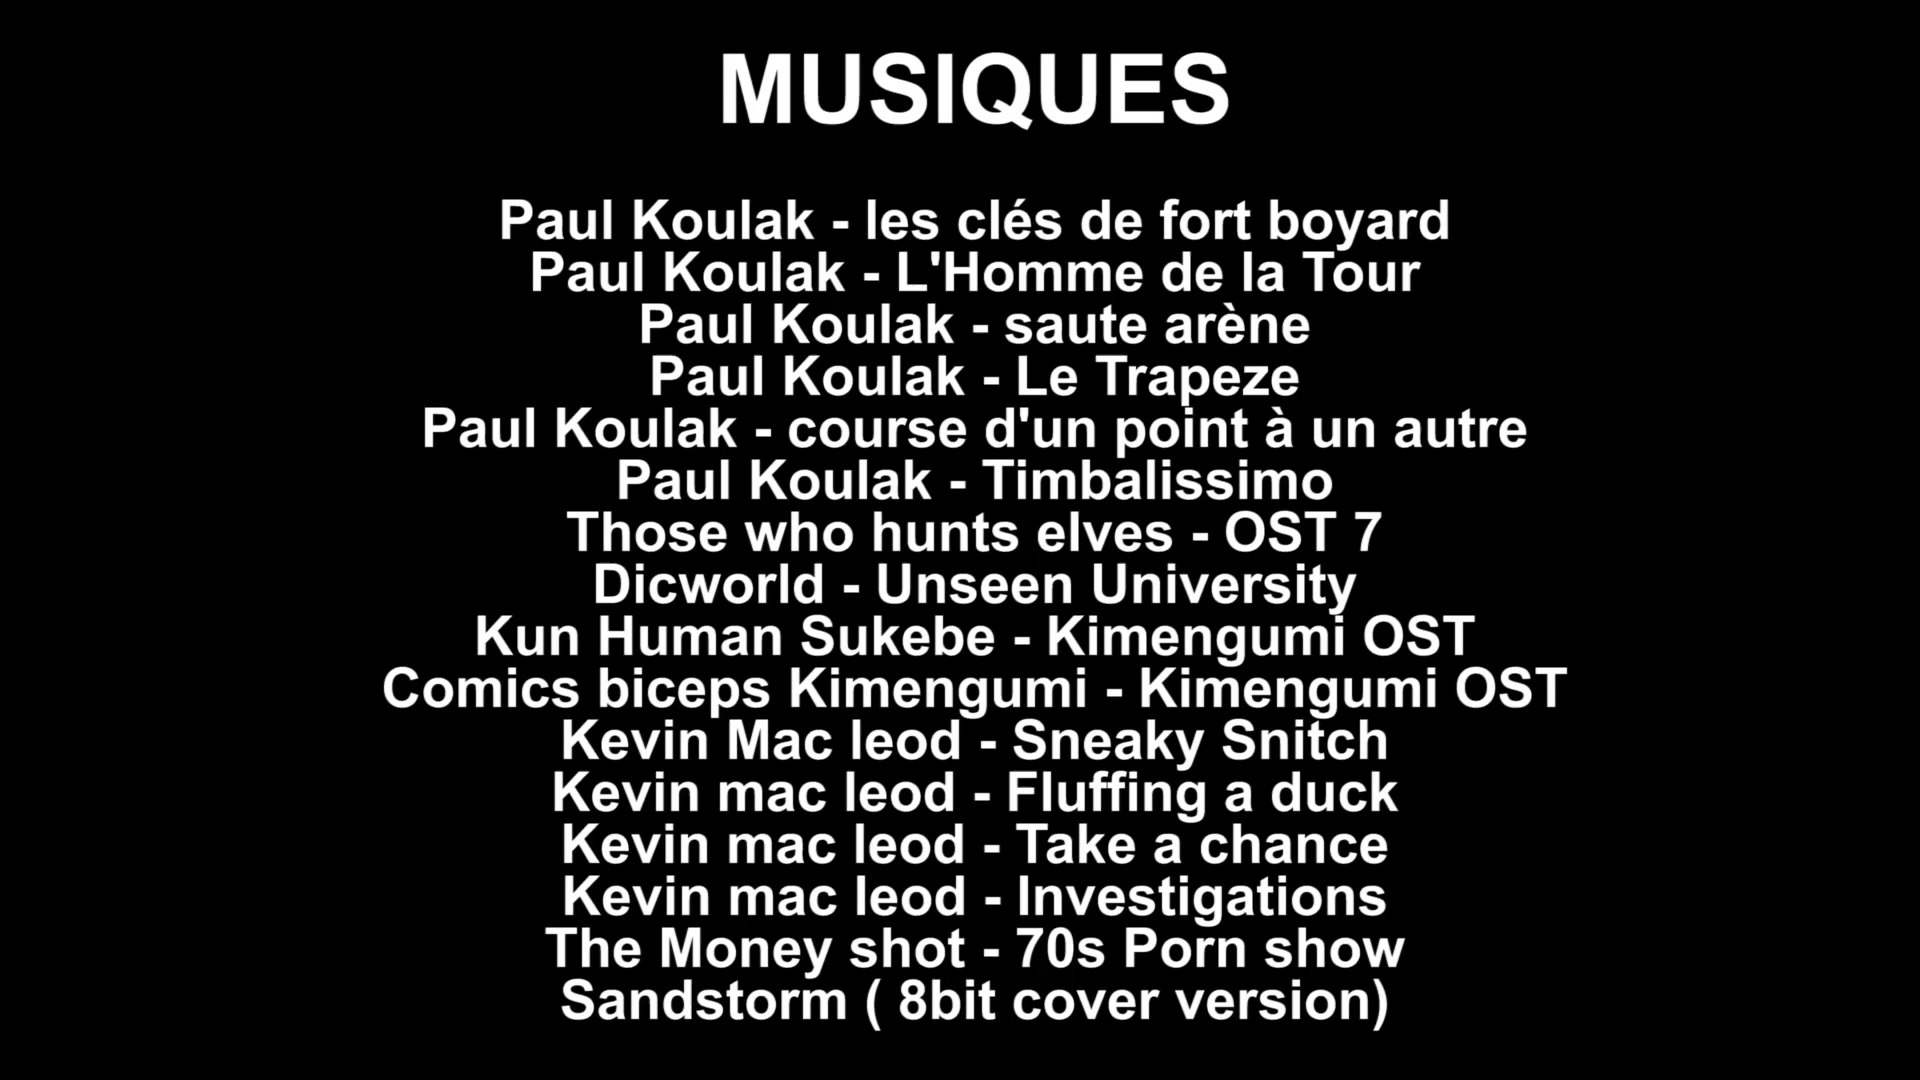 MUSIQUES
Paul Koulak - les clés de fort boyard
Paul Koulak - L'Homme de la Tour
Paul Koulak - saute arène
Paul Koulak - Le Trapeze
Paul Koulak - course d'un point à un autre
Paul Koulak - Timbalissimo
Those who hunts elves - OST 7
Dicworld - Unseen University
Kun Human Sukebe - Kimengumi OST
Comics biceps Kimengumi - Kimengumi OST
Kevin Mac leod - Sneaky Snitch
Kevin mac leod - Fluffing a duck
Kevin mac leod - Take a chance
Kevin mac leod - Investigations
The Money shot - 70s Porn show
Sandstorm ( 8bit cover version)